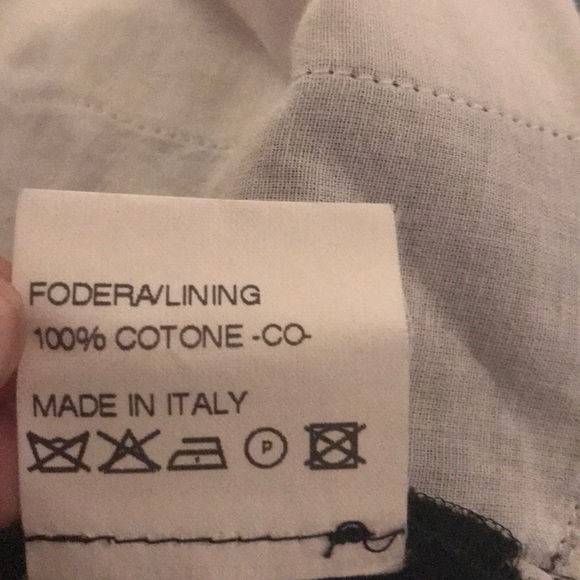 FODERA/LINING
100% COTONE -CO-
MADE IN ITALY
P